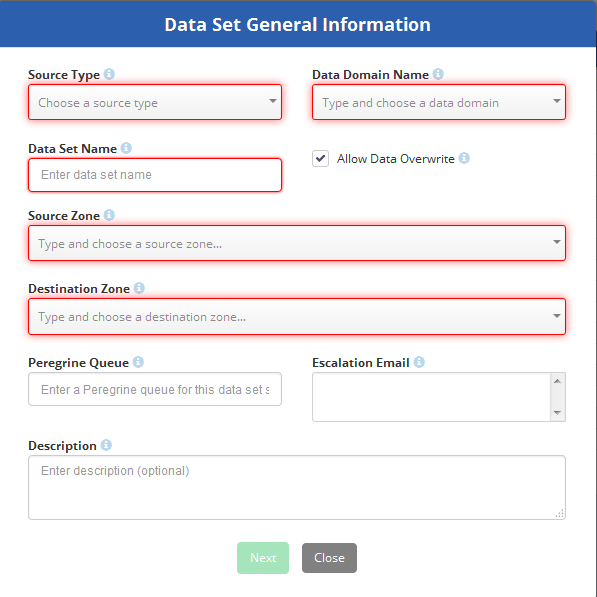 Data Set General Information
Source Type
Data Domain Name
Choose a source type
Type and choose a data domain
Data Set Name
Enter data set name
Allow Data Overwrite
Source Zone
Type and choose a source zone...
Destination Zone
Type and choose a destination zone...
Peregrine Queue
Escalation Email
Enter a Peregrine queue for this data set s
Description
Enter description (optional)
Next
Close